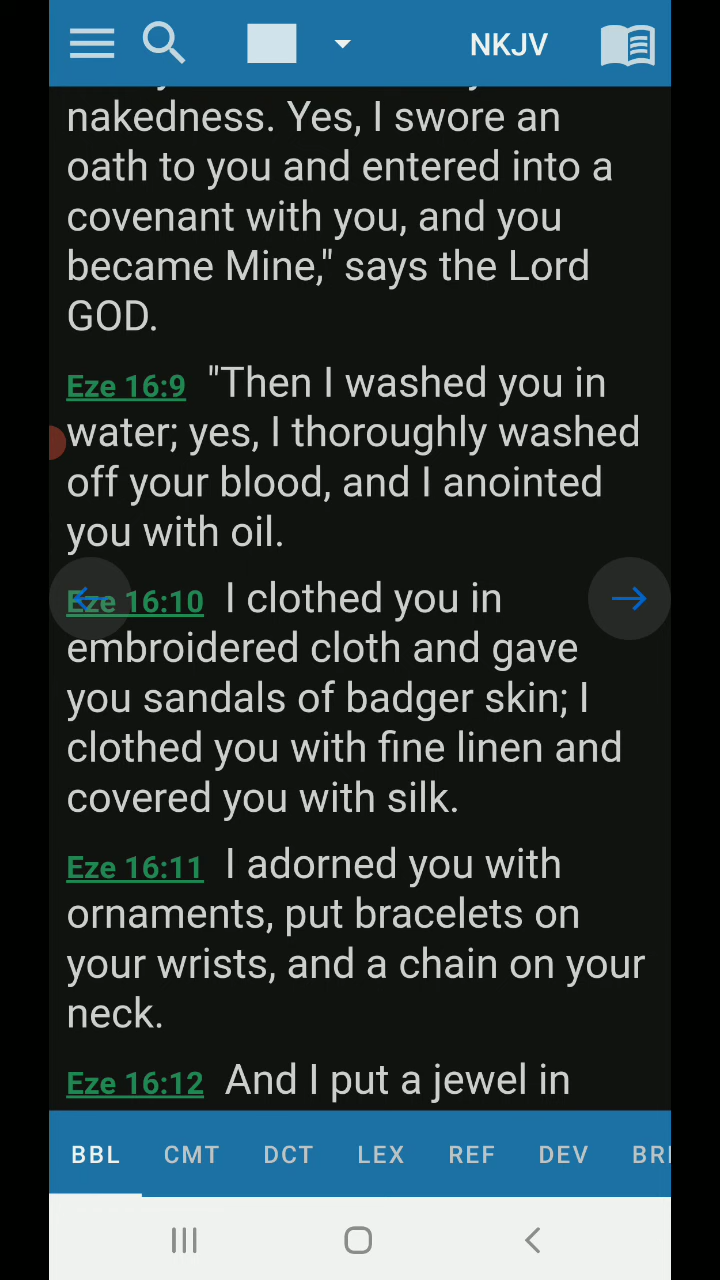 NKJV
nakedness. Yes, I swore an
oath to you and entered into a
covenant with you, and you
became Mine," says the Lord
GOD.
Eze 16:9 "Then I washed you in
water; yes, I thoroughly washed
off your blood, and I anointed
you with oil.
Eze 16:10 I clothed you in
embroidered cloth and gave
you sandals of badger skin; I
clothed you with fine linen and
covered you with silk.
Eze 16:11 I adorned you with
ornaments, put bracelets on
your wrists, and a chain on your
neck.
Eze 16:12 And I put a jewel in
BBL CMT DCT LEX REF DEV